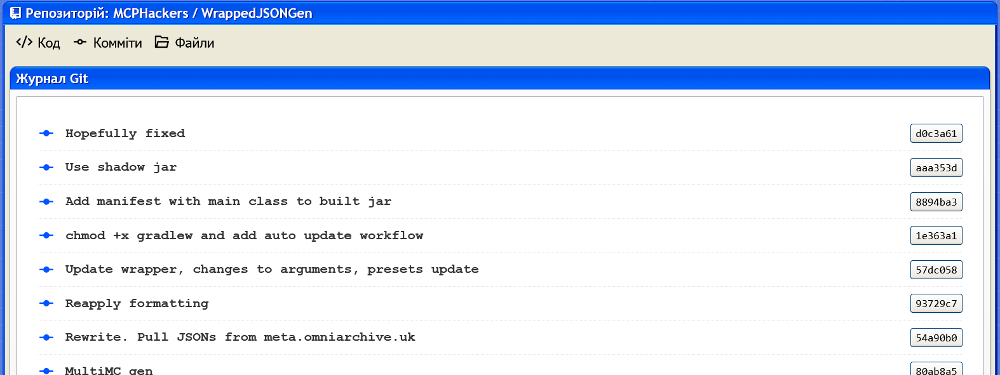 Репозиторій: MCPHackers / WrappedJSONGen
Код Комміти Файли
Журнал Git
Hopefully fixed d0c3a61
Use shadow jar aaa353d
Add manifest with main class to built jar 8894ba3
chmod +x gradlew and add auto update workflow 1e363a1
Update wrapper, changes to arguments, presets update 57dc058
Reapply formatting 93729c7
Rewrite. Pull JSONs from meta.omniarchive.uk 54a90b0
MultiMC gen 80ab8a5